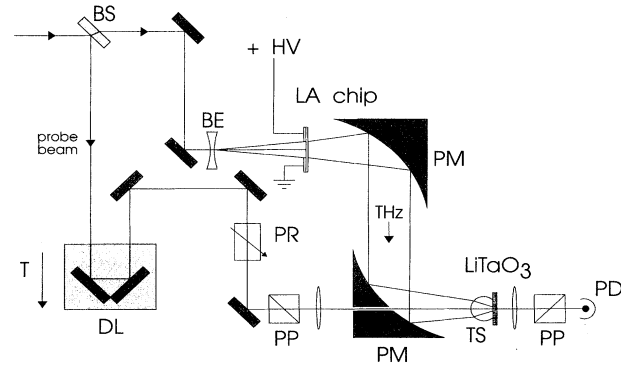 BS
+ HV
LA chip
BE
probe
beam
PM
THz
PR
T
LiTaO3
DL
PP
PM
TS
PP
PD